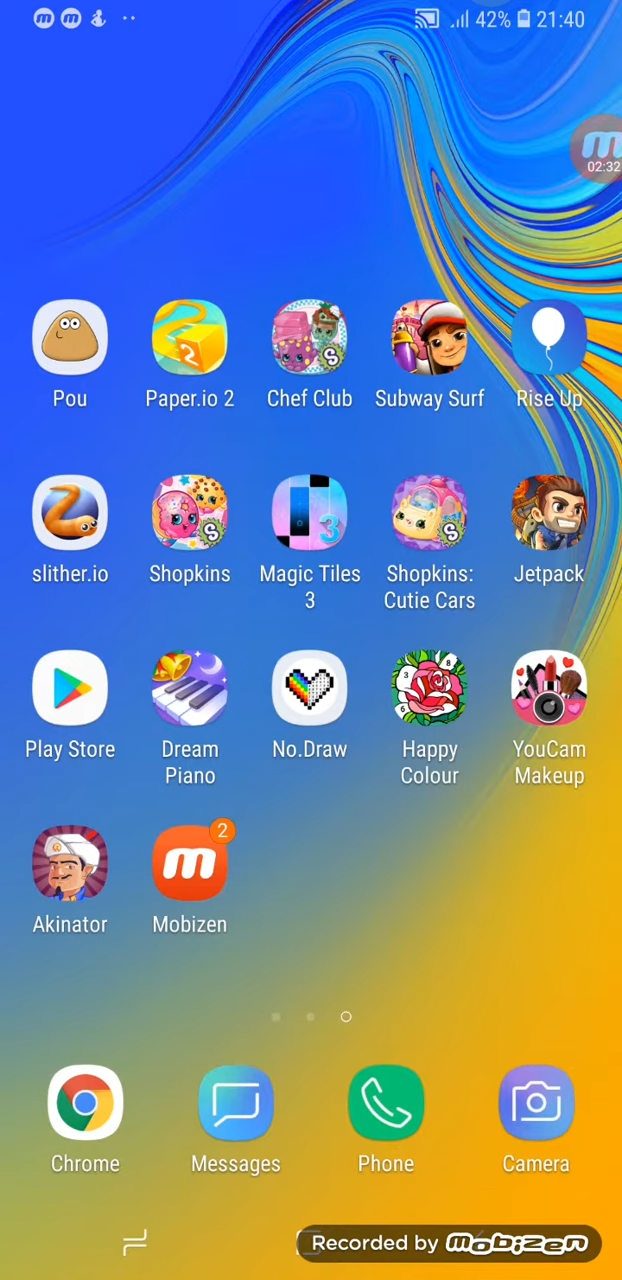 42% 21:40
02:32
Pou
Paper.io 2
Chef Club
Subway Surf
Rise Up
slither.io
Shopkins
Magic Tiles
3
Shopkins:
Cutie Cars
Jetpack
Play Store
Dream
Piano
No.Draw
Happy
Colour
YouCam
Makeup
2
Akinator
Mobizen
Chrome
Messages
Phone
Camera
Recorded by mobizen